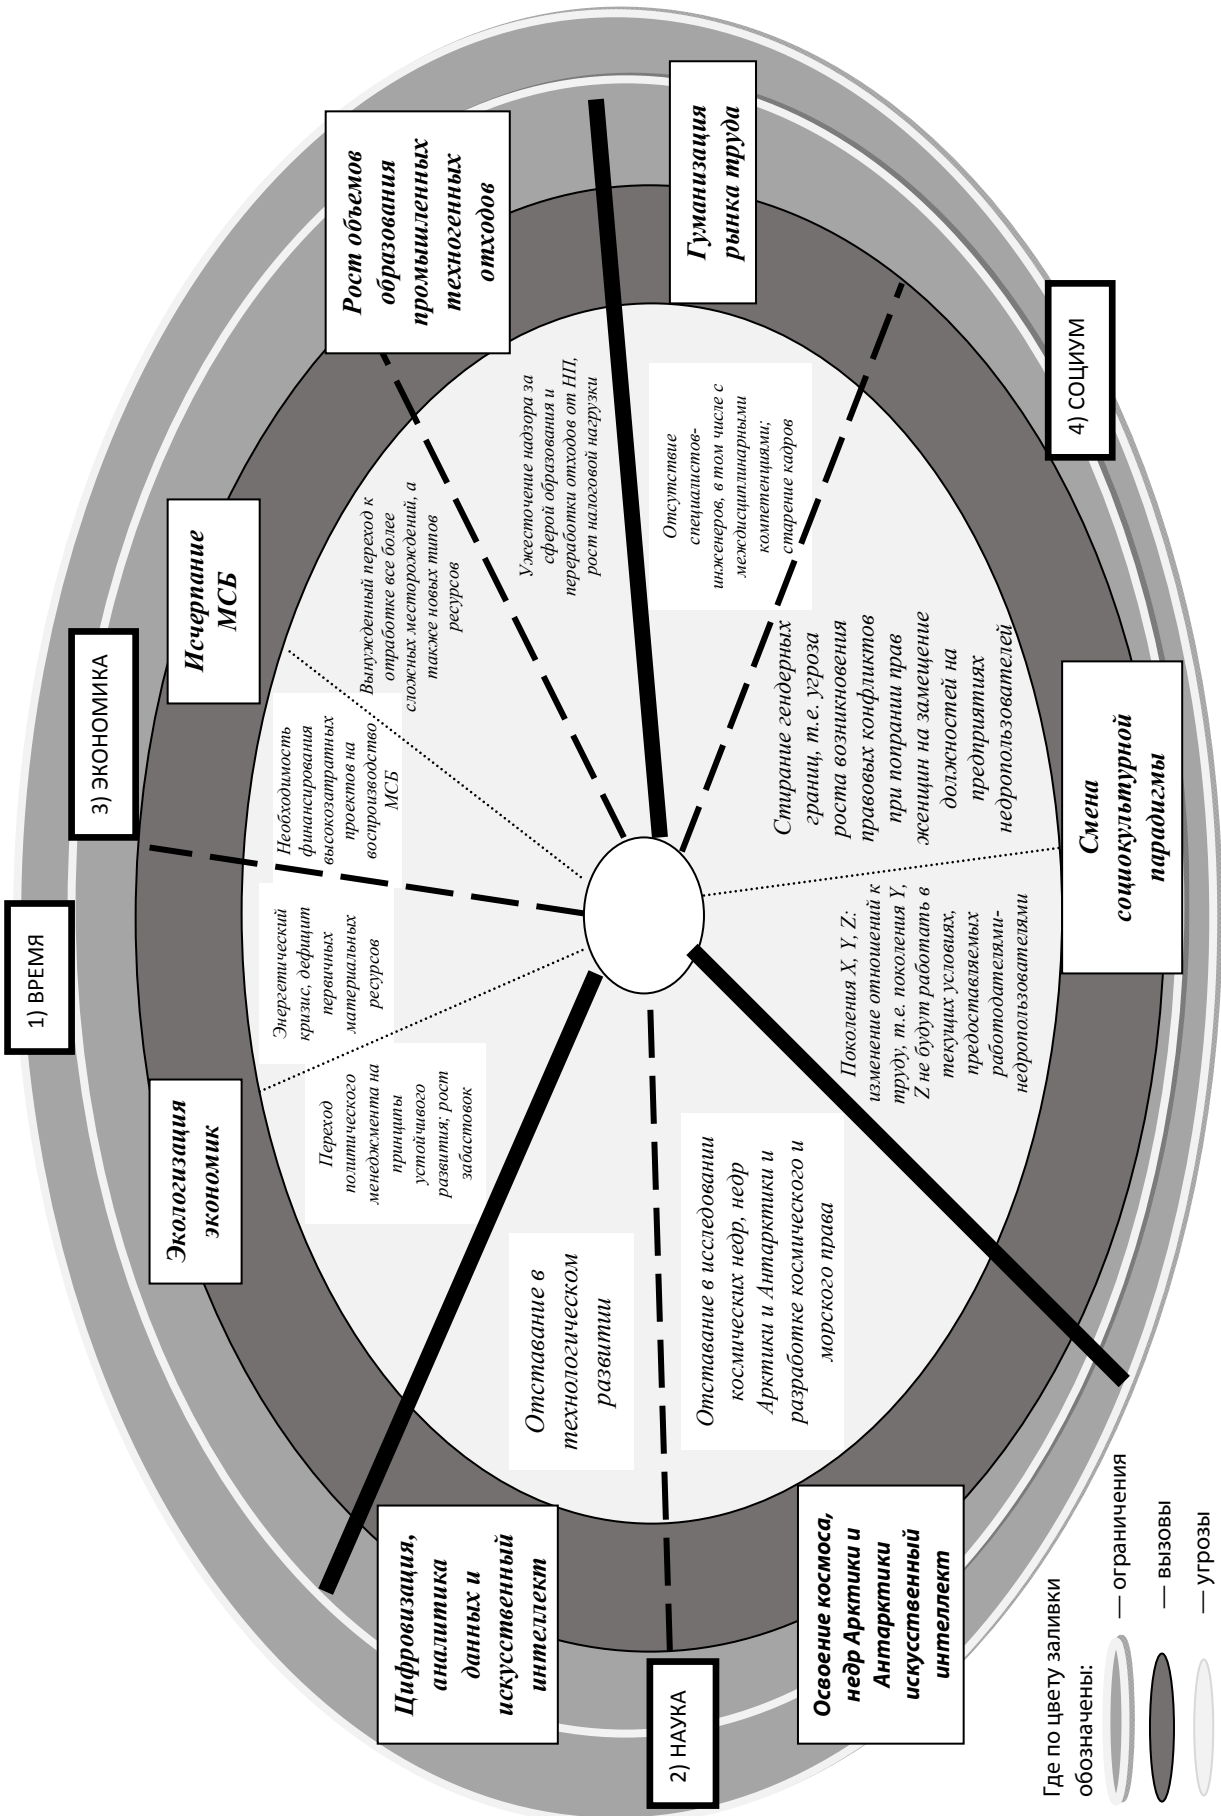 1) ВРЕМЯ
3) ЭКОНОМИКА
Экологизация
экономик
Исчерпание
МСБ
Рост объемов
образования
промышленных
техногенных
отходов
Переход
политического
менеджмента на
принципы
устойчивого
развития; рост
забастовок
Энергетический
кризис, дефицит
первичных
материальных
ресурсов
Необходимость
финансирования
высокозатратных
проектов на
воспроизводство
МСБ
Вынужденный переход к
отработке все более
сложных месторождений, а
также новых типов
ресурсов
Ужесточение надзора за
сферой образования и
переработки отходов от НП,
рост налоговой нагрузки
Цифровизация,
аналитика
данных и
искусственный
интеллект
Отставание в
технологическом
развитии
2) НАУКА
Отставание в исследовании
космических недр, недр
Арктики и Антарктики и
разработке космического и
морского права
Освоение космоса,
недр Арктики и
Антарктики
искусственный
интеллект
Гуманизация
рынка труда
Отсутствие
специалистов-
инженеров, в том числе с
междисциплинарными
компетенциями;
старение кадров
Стирание гендерных
границ, т.е. угроза
роста возникновения
правовых конфликтов
при попрании прав
женщин на замещение
должностей на
предприятиях
недропользователей
Поколения X, Y, Z:
изменение отношений к
труду, т.е. поколения Y,
Z не будут работать в
текущих условиях,
предоставляемых
работодателями-
недропользователями
4) СОЦИУМ
Смена
социокультурной
парадигмы
Где по цвету заливки
обозначены:
— ограничения
— вызовы
— угрозы